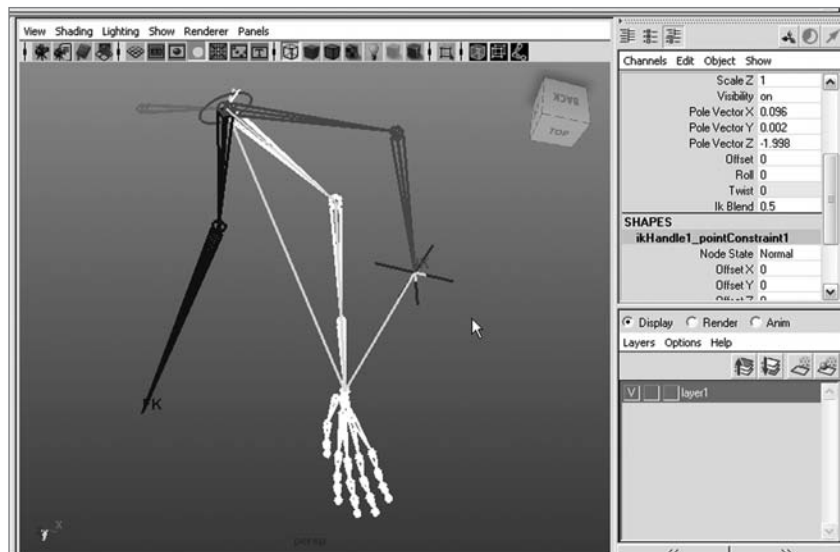 View Shading Lighting Show Renderer Panels
BACK
TOP
FK
persp
Channels Edit Object Show
Scale Z 1
Visibility on
Pole Vector X 0.096
Pole Vector Y 0.002
Pole Vector Z -1.998
Offset 0
Roll 0
Twist 0
Ik Blend 0.5
SHAPES
ikHandle1_pointConstraint1
Node State Normal
Offset X 0
Offset Y 0
Offset Z 0
Display Render Anim
Layers Options Help
V layer1